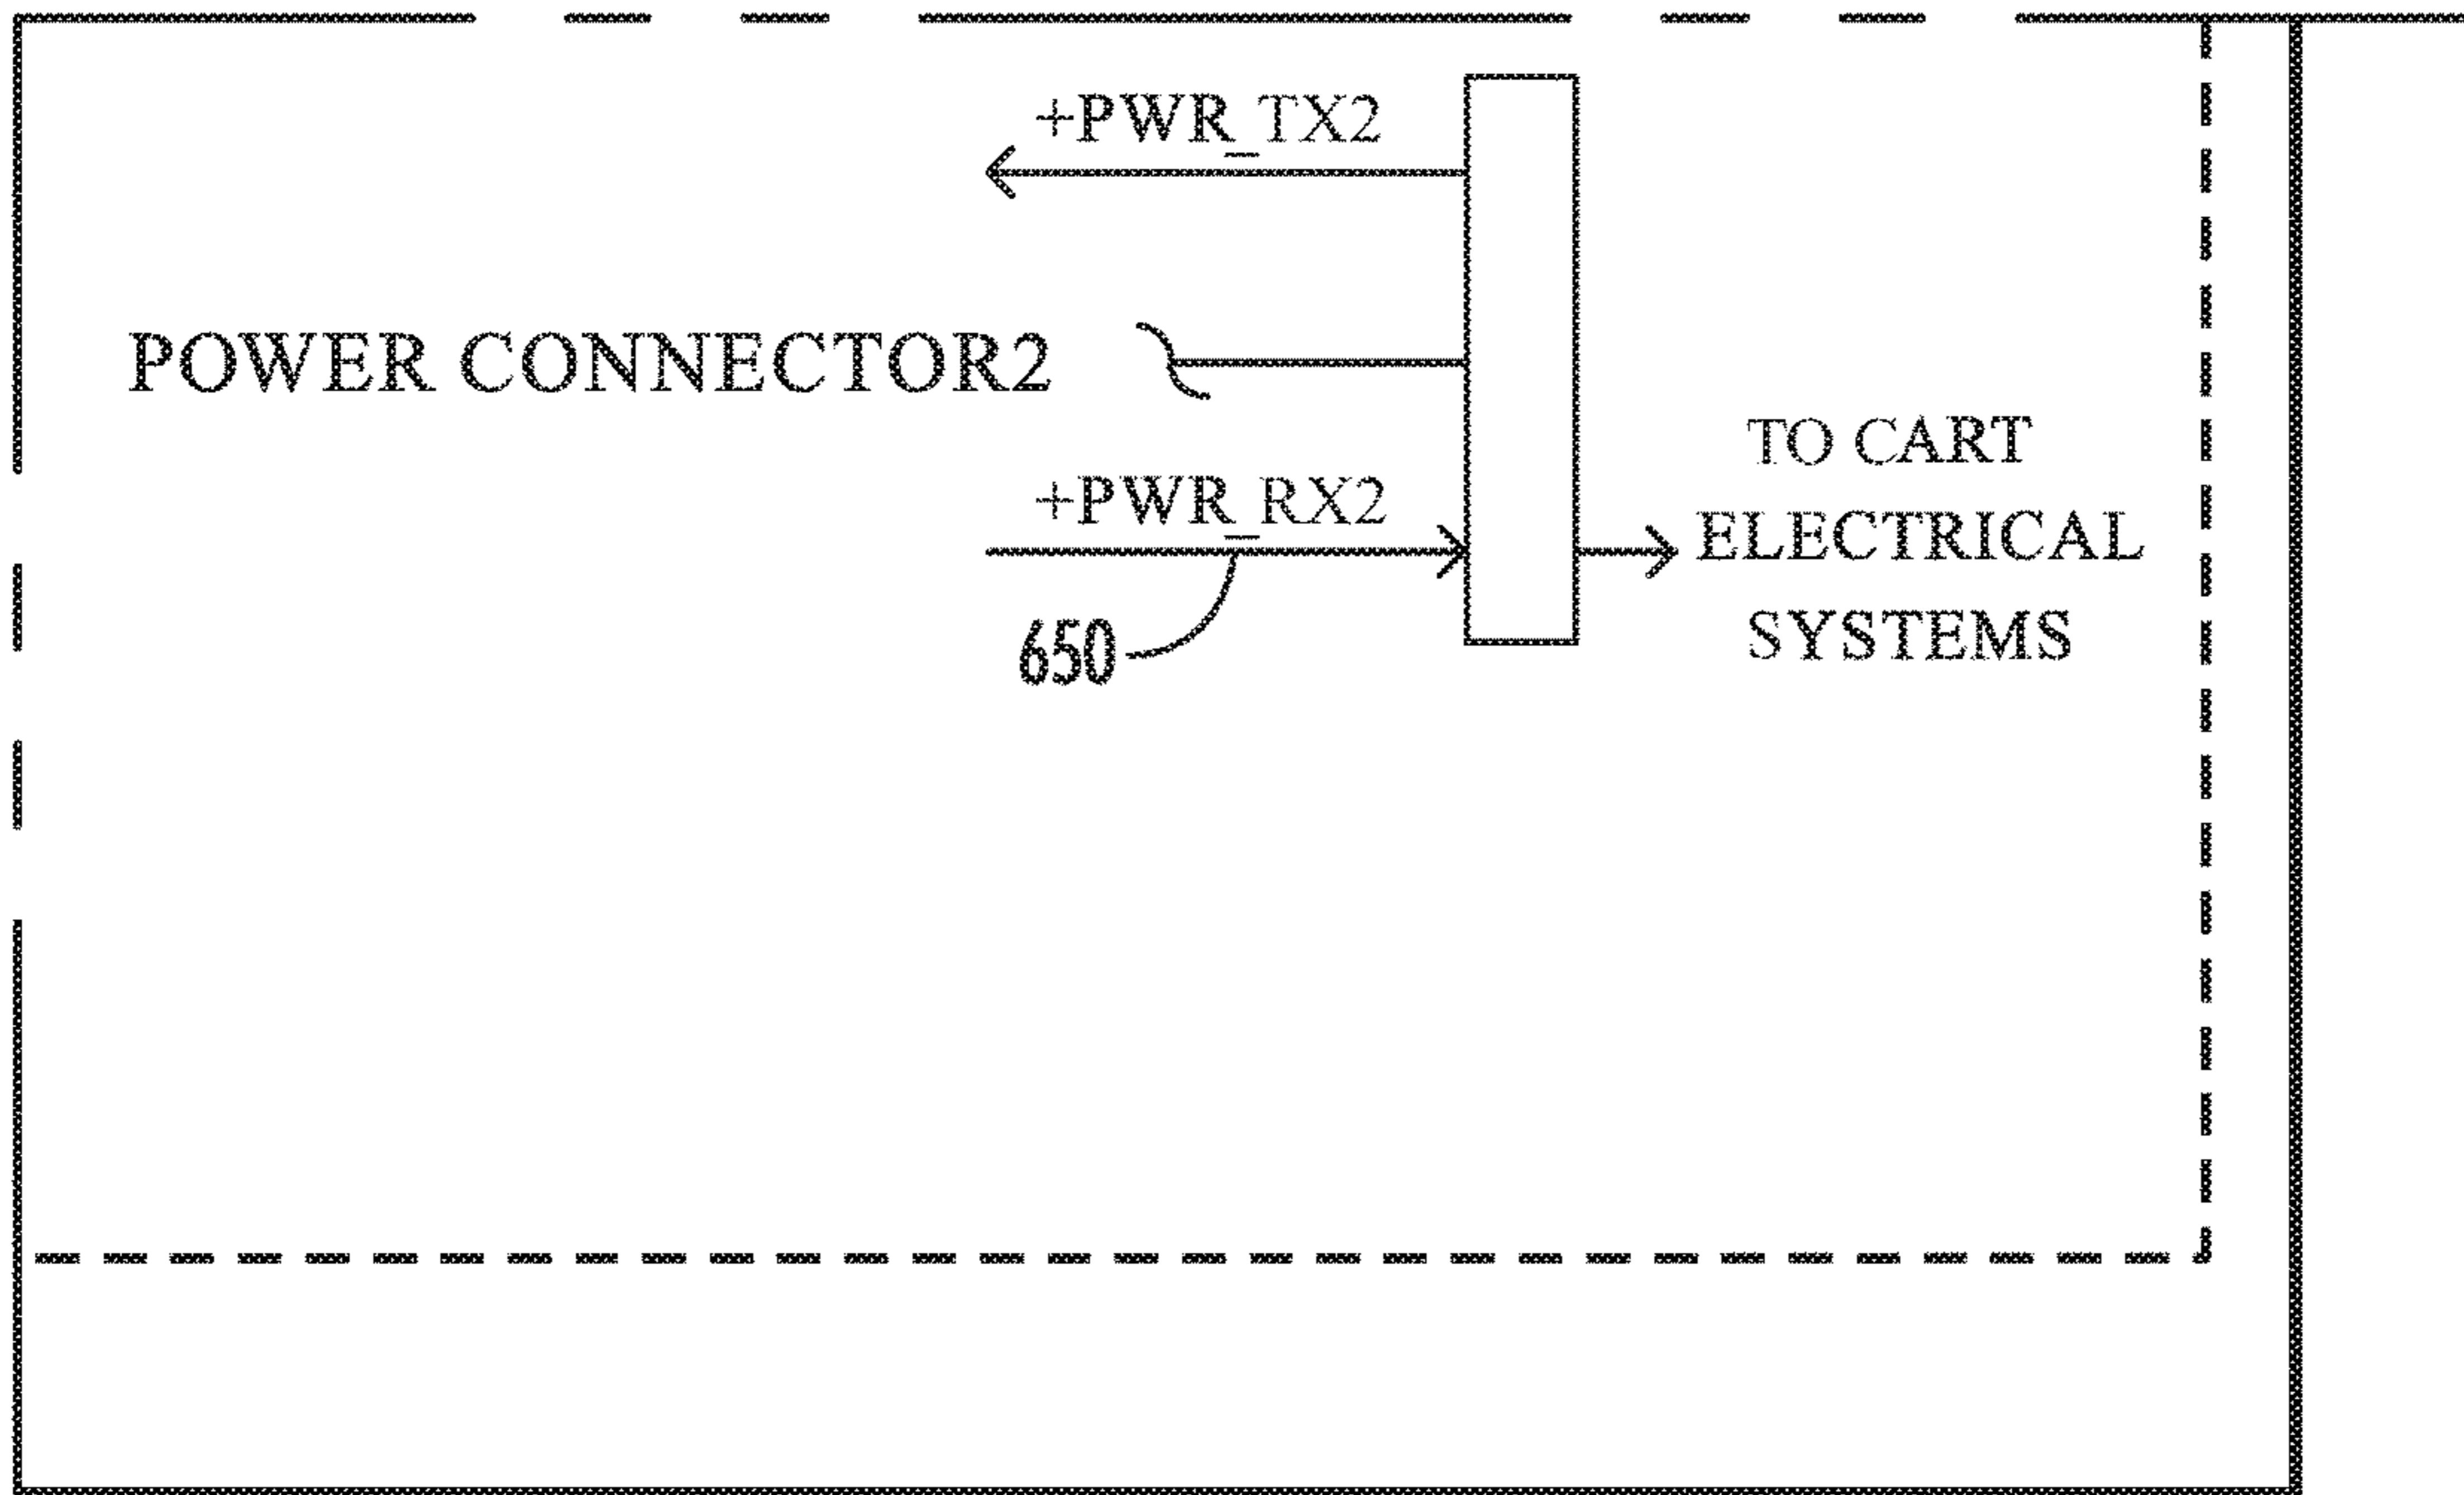 +PWR_TX2
POWER CONNECTOR2
+PWR_RX2
650
TO CART
ELECTRICAL
SYSTEMS